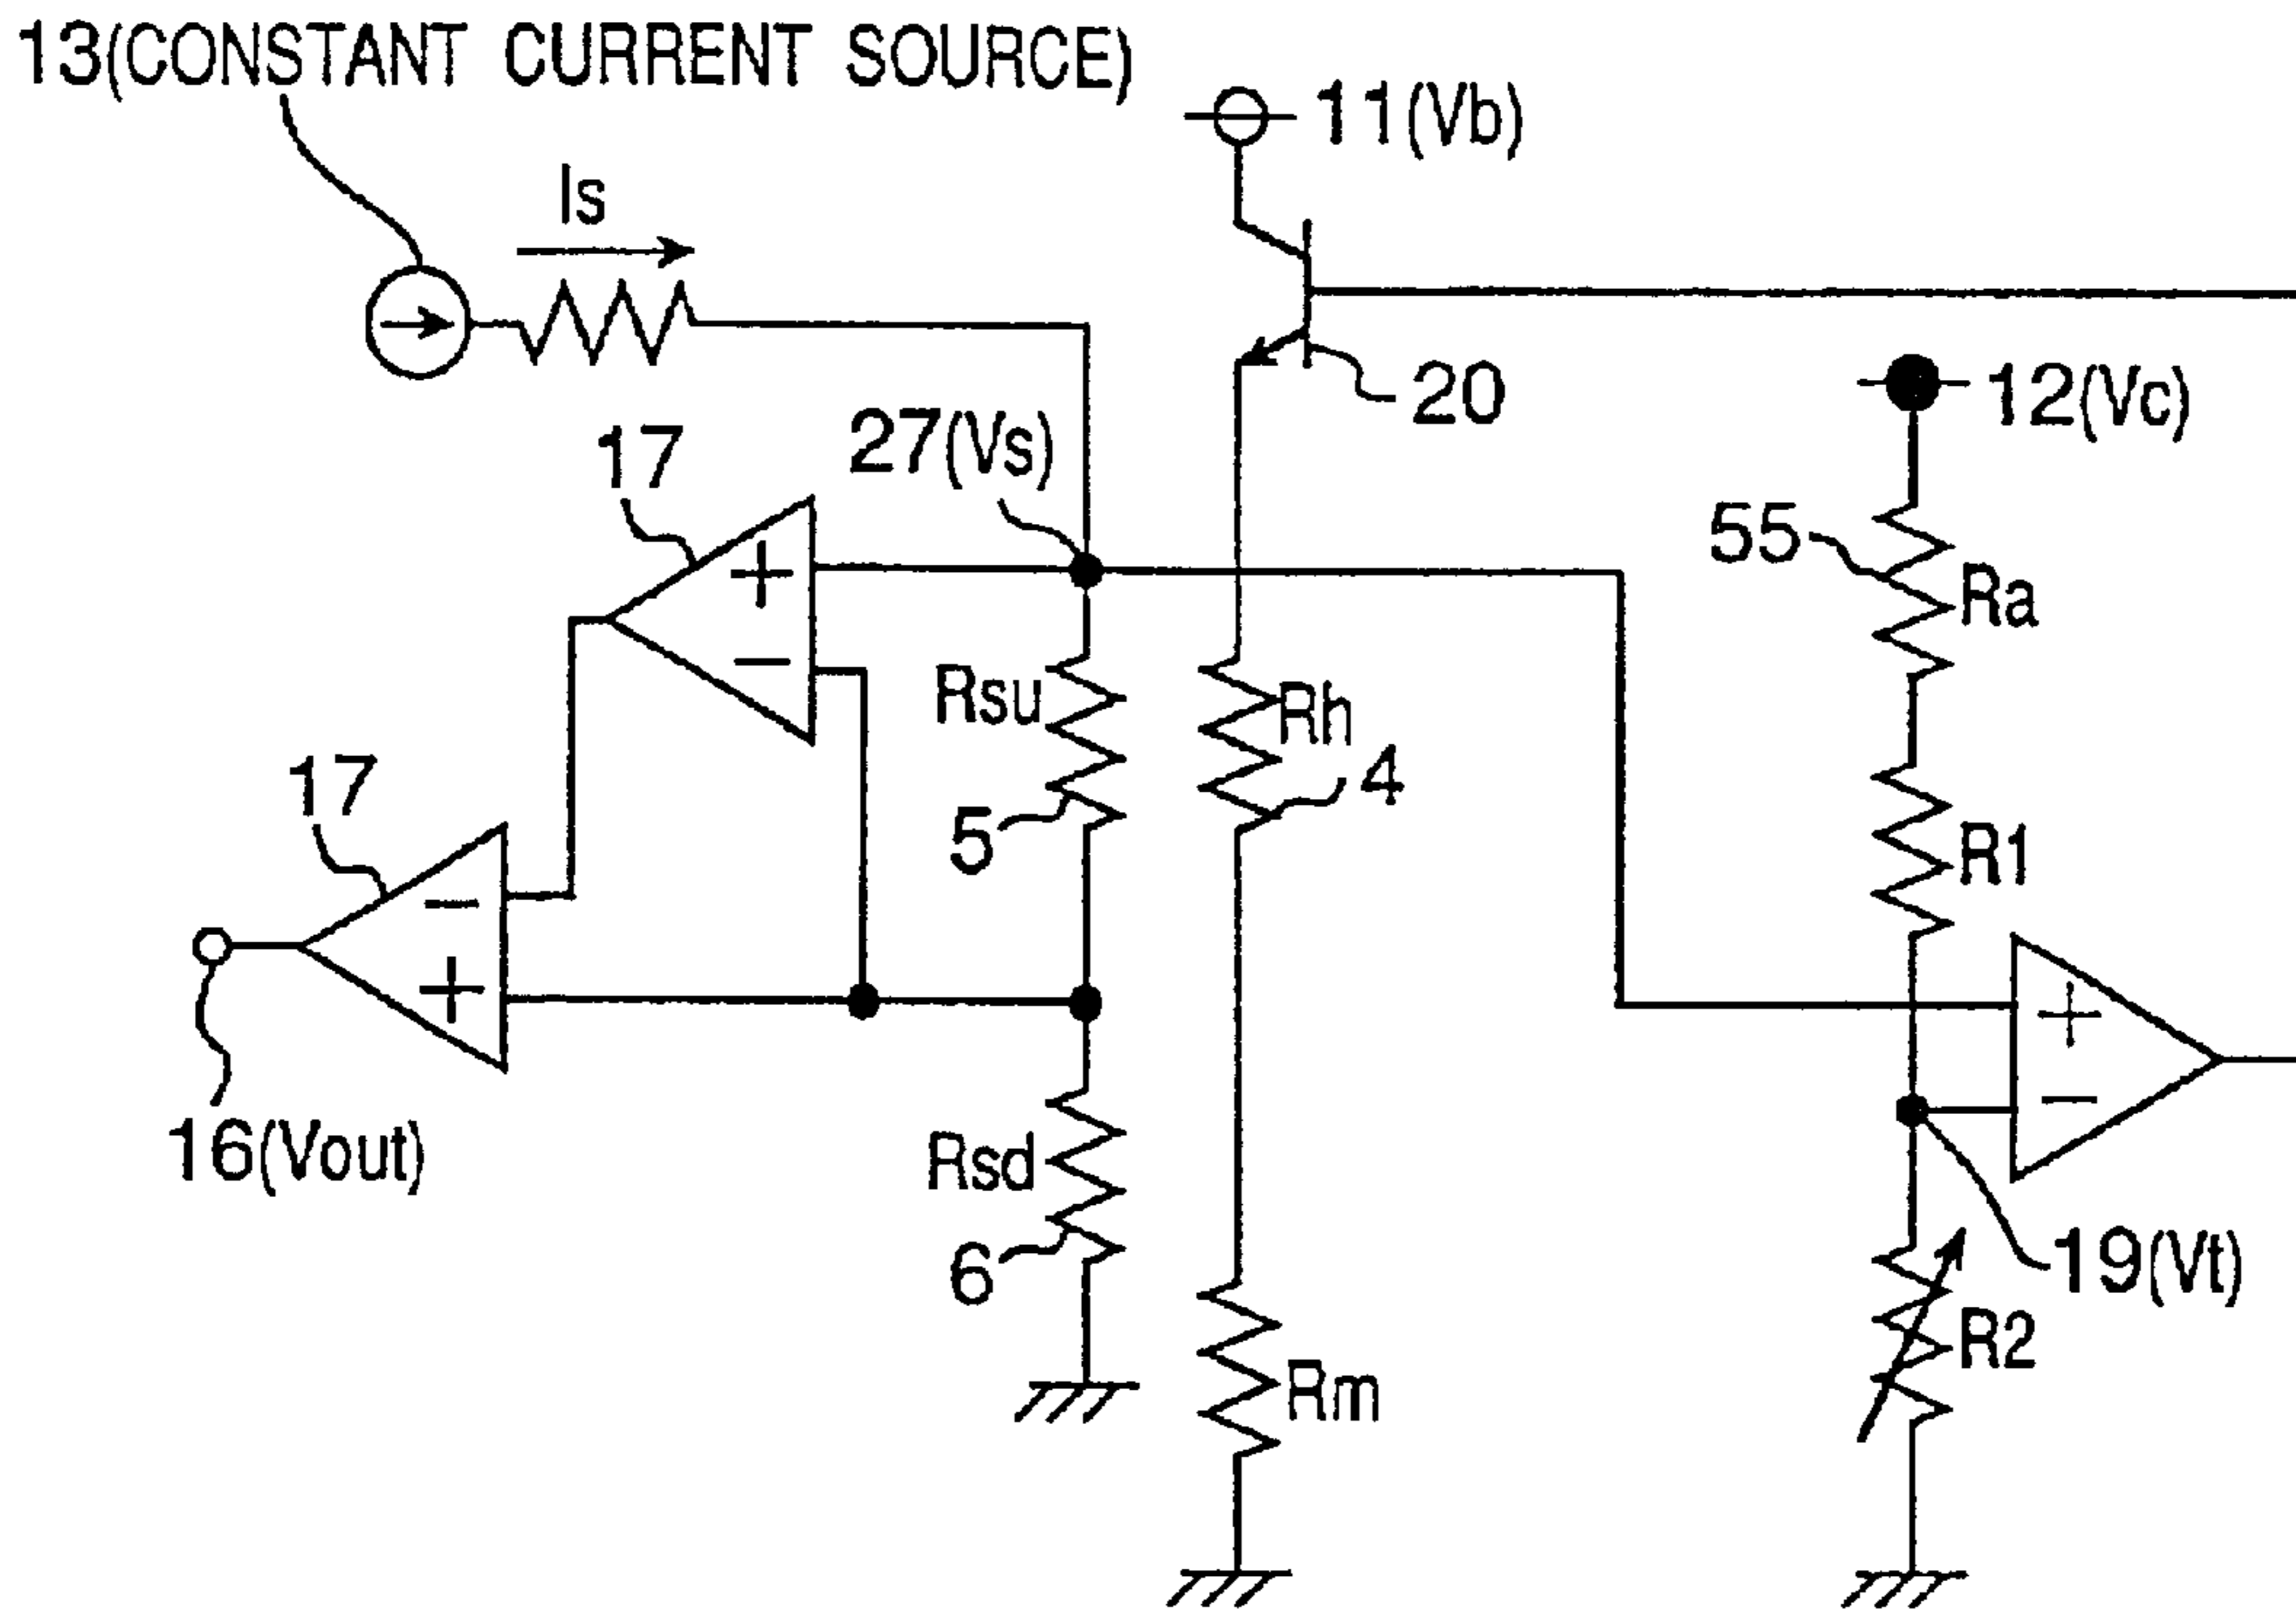 13(CONSTANT CURRENT SOURCE)
11(Vb)
Is
20
12(Vc)
27(Vs)
17
55
Ra
+
−
Rsu
Rh
4
17
5
R1
−
+
+
−
16(Vout)
Rsd
6
19(Vt)
R2
Rm